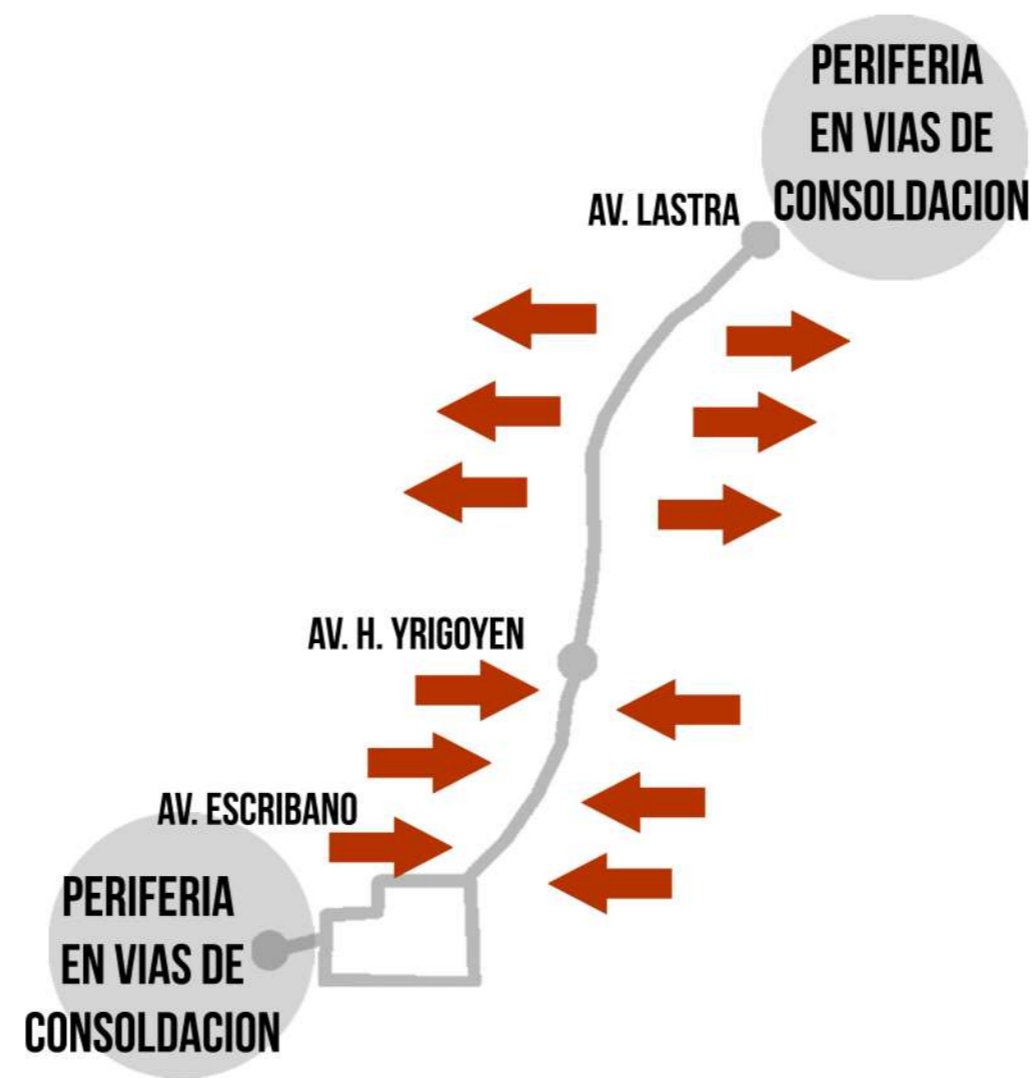 PERIFERIA
EN VIAS DE
CONSOLDACION
AV. LASTRA
AV. H. YRIGOYEN
AV. ESCRIBANO
PERIFERIA
EN VIAS DE
CONSOLDACION